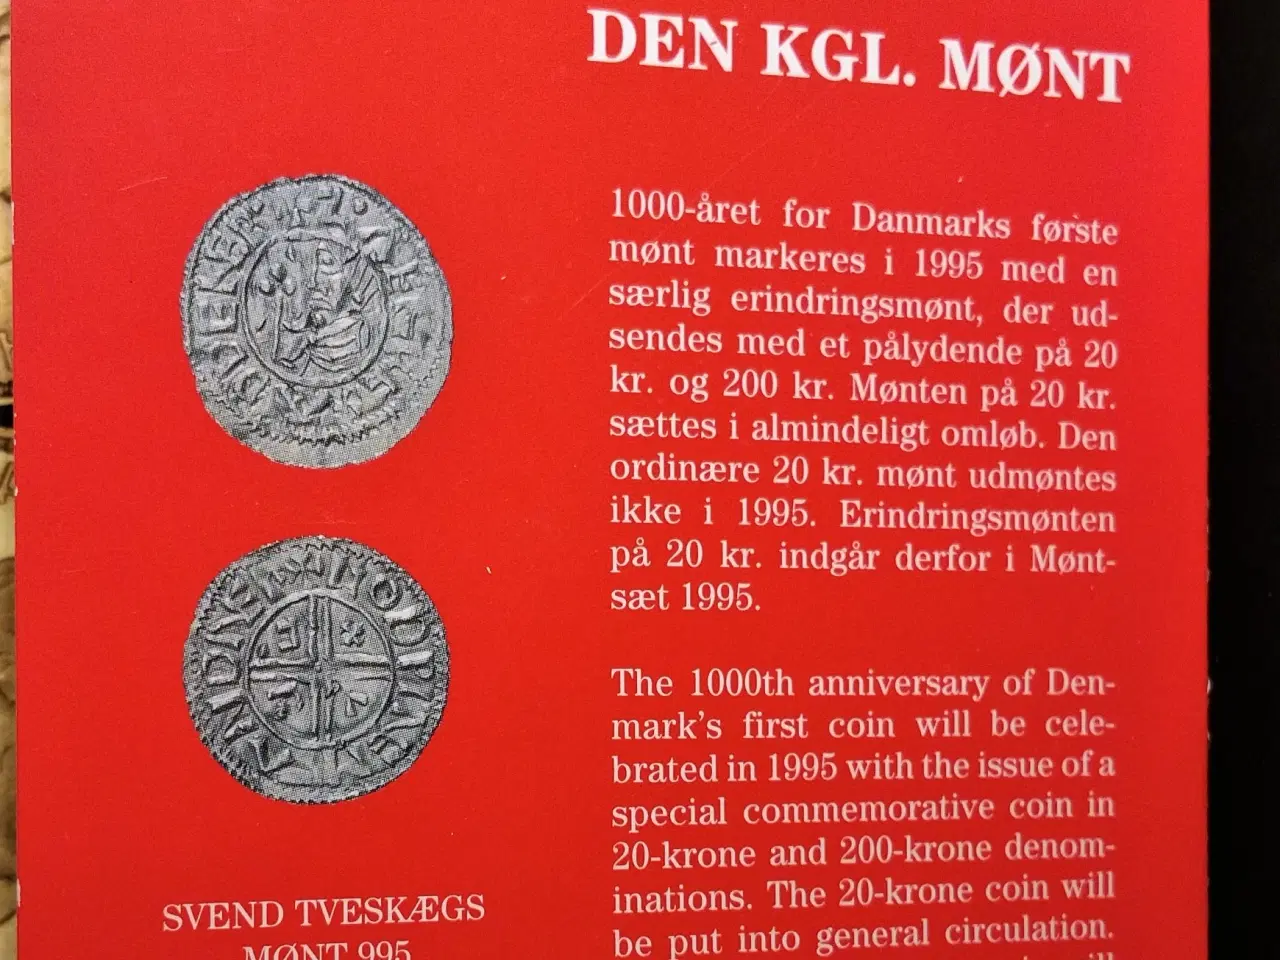 DEN KGL. MØNT
1000-året for Danmarks første
mønt markeres i 1995 med en
særlig erindringsmønt, der ud-
sendes med et pålydende på 20
kr. og 200 kr. Mønten på 20 kr.
sættes i almindeligt omløb. Den
ordinære 20 kr. mønt udmøntes
ikke i 1995. Erindringsmønten
på 20 kr. indgår derfor i Mønt-
sæt 1995.
The 1000th anniversary of Den-
mark's first coin will be cele-
brated in 1995 with the issue of a
special commemorative coin in
20-krone and 200-krone denom-
inations. The 20-krone coin will
be put into general circulation.
will
SVEND TVESKÆGS
MØNT 995